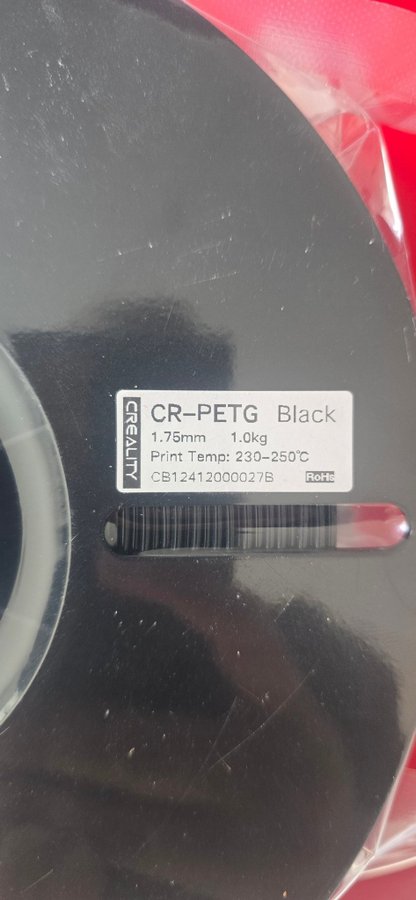 CREALITY
CR-PETG Black
1.75mm 1.0kg
Print Temp: 230-250℃
CB12412000027B RoHs